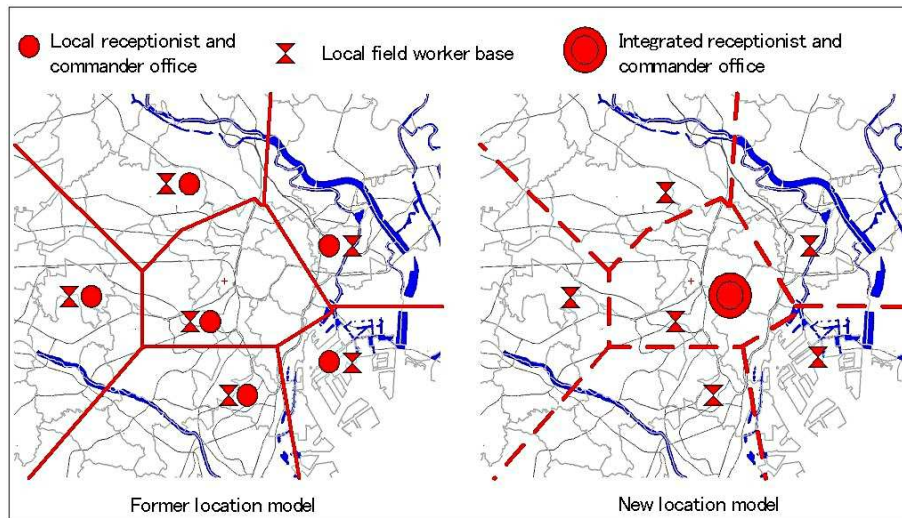 Local receptionist and
commander office
Local field worker base
Integrated receptionist and
commander office
Former location model
New location model